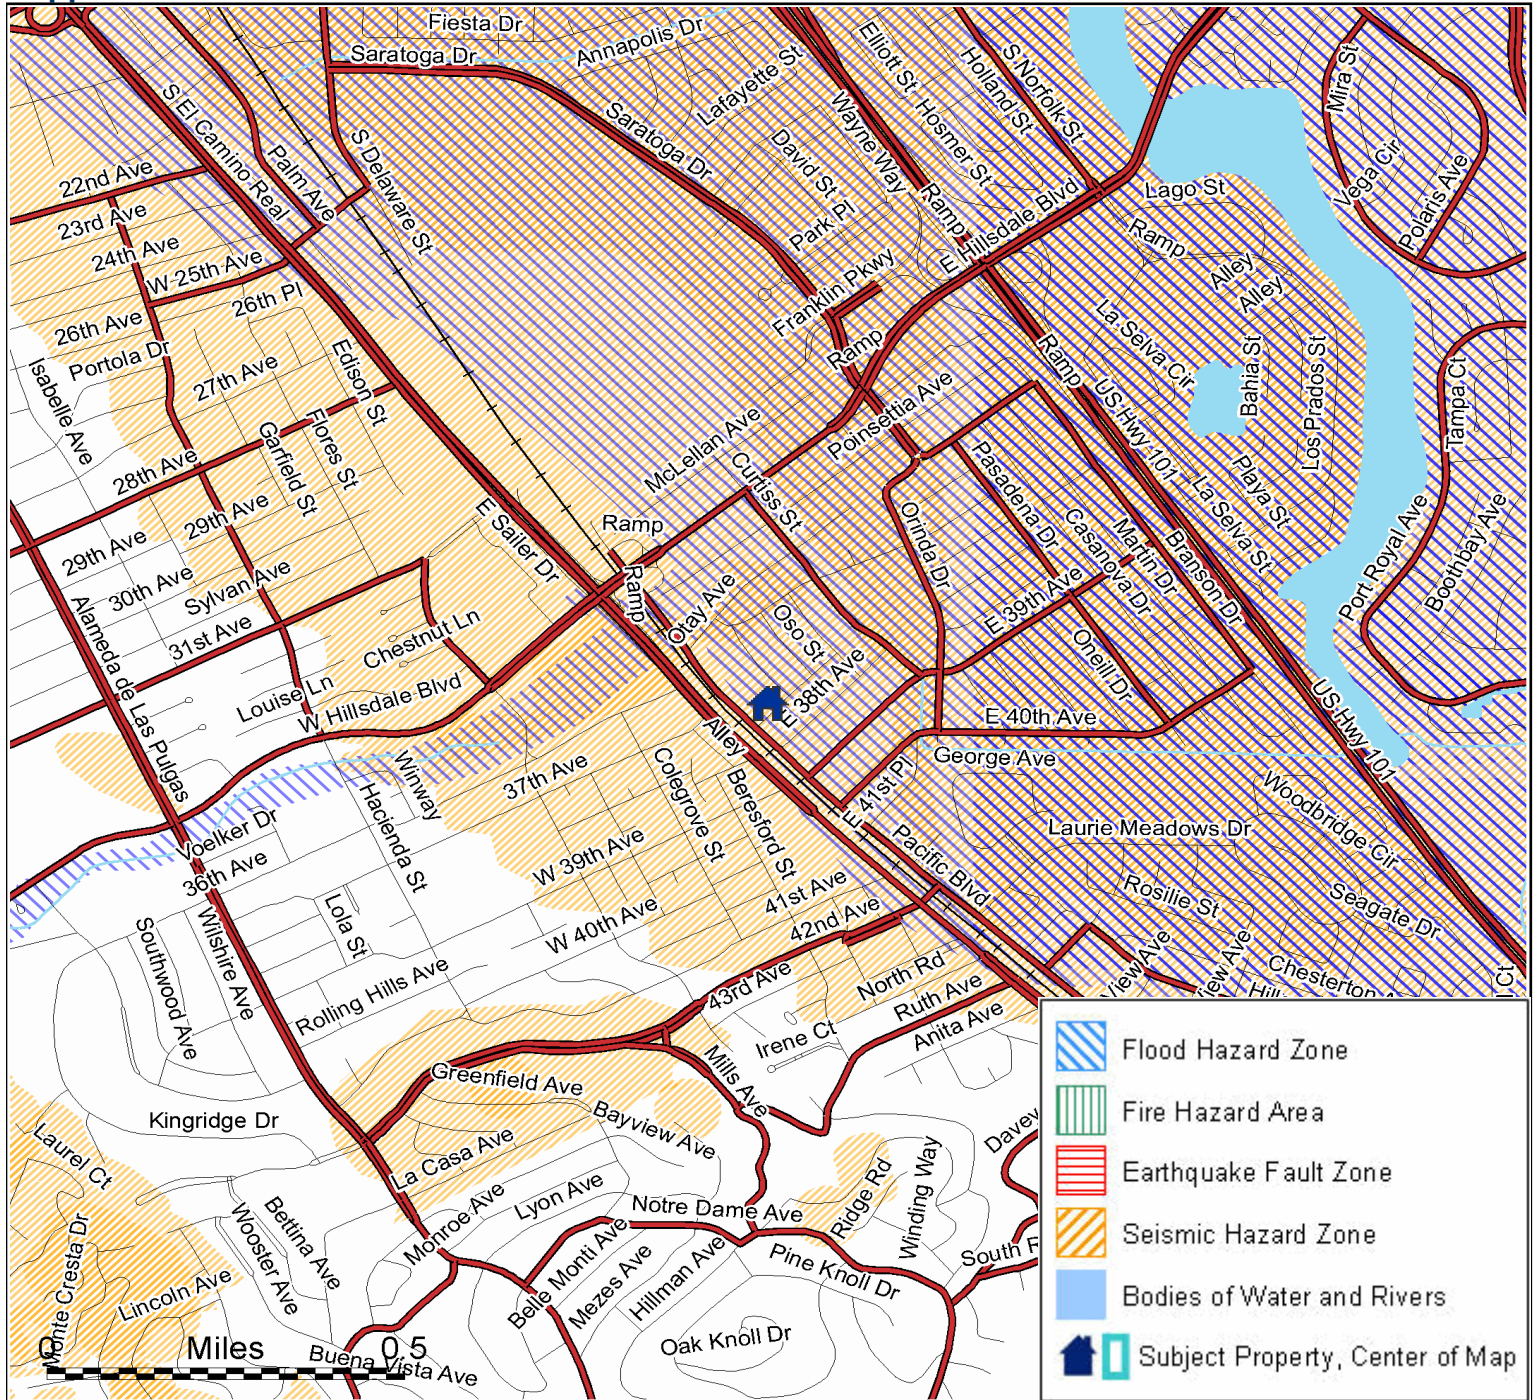 Fiesta Dr
Saratoga Dr
Annapolis Dr
Lafayette St
Elliott St
Holland St
S Norfolk St
Mira St
S El Camino Real
Palm Ave
S Delaware St
Saratoga Dr
Wayne Way
Hosmer St
David St
Park Pl
Ramp
E Hillsdale Blvd
Lago St
Vega Cir
Polaris Ave
22nd Ave
23rd Ave
24th Ave
W 25th Ave
26th Pl
26th Ave
Portola Dr
Isabelle Ave
27th Ave
Edison St
Franklin Pkwy
Ramp
Ramp
Alley
Alley
La Selva Cir
Bahia St
Los Prados St
Tampa Ct
Ramp
US Hwy 101
Flores St
Garfield St
28th Ave
29th Ave
29th Ave
30th Ave
Sylvan Ave
31st Ave
McLellan Ave
Poinsettia Ave
Curtiss St
Pasadena Dr
Casanova Dr
Martin Dr
Branson Dr
La Selva St
Playa St
Port Royal Ave
Boothbay Ave
E Sailer Dr
Ramp
Ramp
Otay Ave
Oso St
Orinda Dr
E 39th Ave
Oneill Dr
E 38th Ave
Alameda de Las Pulgas
Chestnut Ln
Louise Ln
W Hillsdale Blvd
Alley
E 40th Ave
George Ave
US Hwy 101
Winway
37th Ave
Colegrove St
Beresford St
E 41st Pl
Woodbridge Cir
Laurie Meadows Dr
Voelker Dr
36th Ave
Hacienda St
W 39th Ave
41st Ave
42nd Ave
Pacific Blvd
Rosilie St
Seagate Dr
Southwood Ave
Wilshire Ave
Lola St
W 40th Ave
Rolling Hills Ave
43rd Ave
North Rd
Ruth Ave
Anita Ave
Irene Ct
View Ave
View Ave
Chesterton A
Hill
Ct
Greenfield Ave
Mills Ave
Kingridge Dr
Bayview Ave
La Casa Ave
Laurel Ct
Davey
Monroe Ave
Lyon Ave
Notre Dame Ave
Ridge Rd
Winding Way
Bettina Ave
Wooster Ave
Monte Cresta Dr
Lincoln Ave
Belle Monti Ave
Mezes Ave
Hillman Ave
Pine Knoll Dr
South R
Oak Knoll Dr
Buena Vista Ave
0 Miles 0.5
Flood Hazard Zone
Fire Hazard Area
Earthquake Fault Zone
Seismic Hazard Zone
Bodies of Water and Rivers
Subject Property, Center of Map